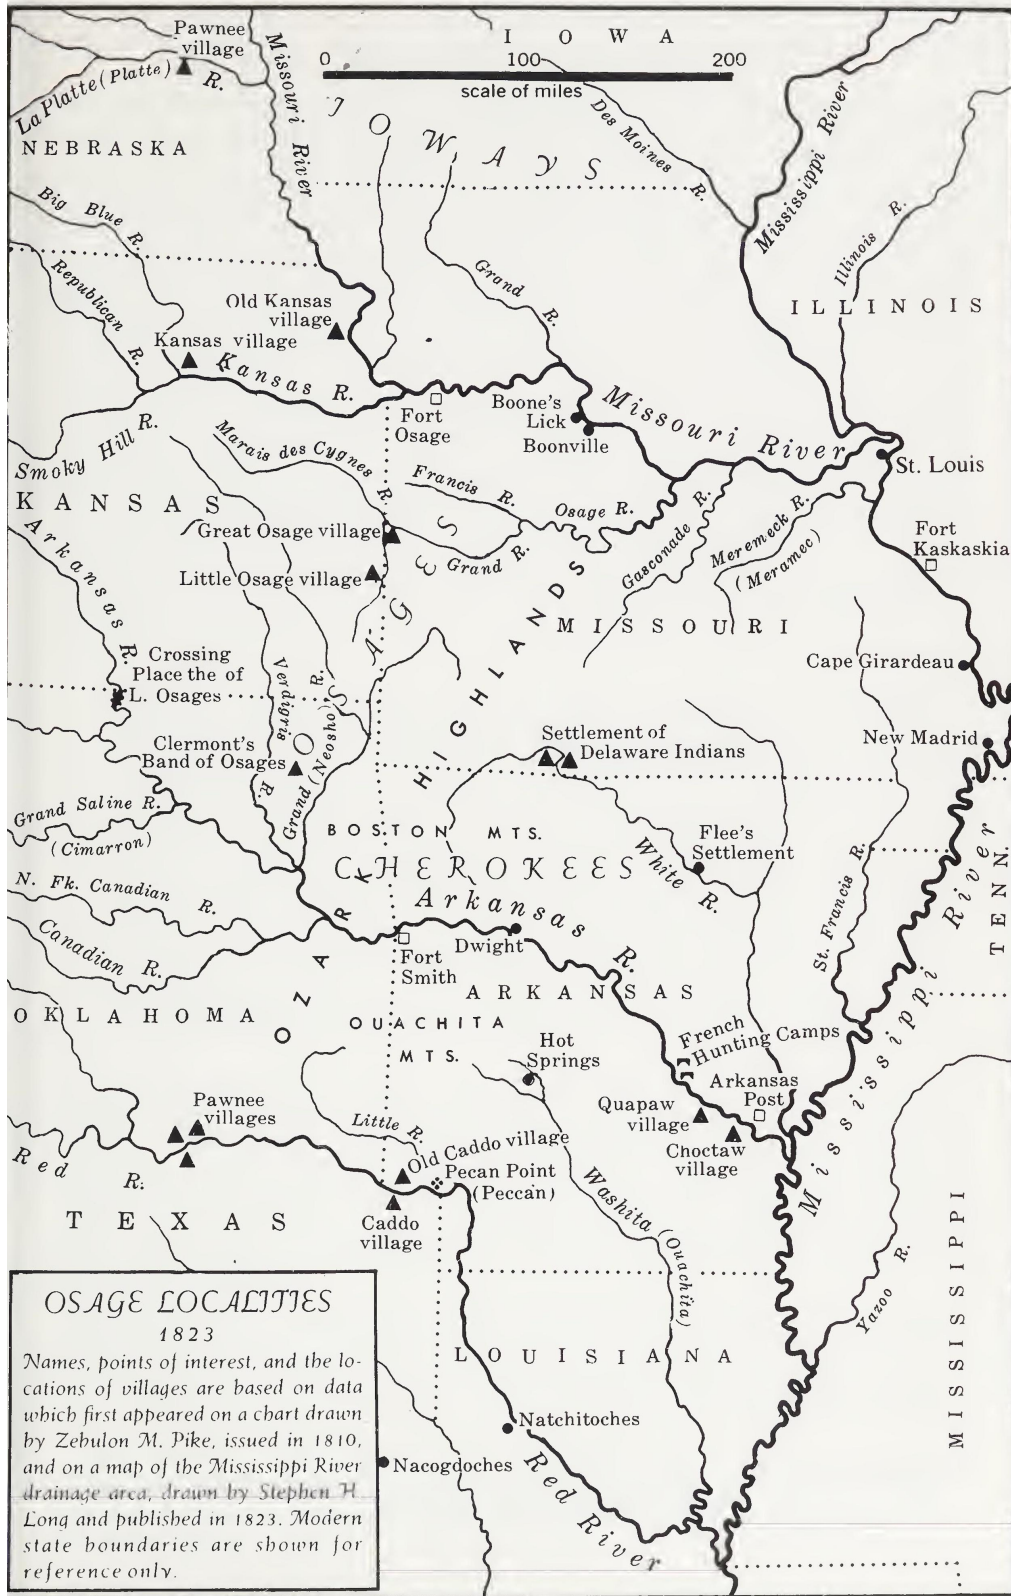 Pawnee
village
I O W A
0 100 200
scale of miles
La Platte (Platte) R.
Missouri River
NEBRASKA
I O W A Y S
Des Moines R.
Mississippi River
Illinois R.
ILLINOIS
Big Blue R.
Republican R.
Grand R.
Old Kansas
village
Kansas village
Kansas R.
Fort
Osage
Boone's
Lick
Boonville
Missouri River
St. Louis
Smoky Hill R.
KANSAS
Marais des Cygnes R.
Francis R.
Osage R.
Gasconade R.
Meremeck R.
(Meramec)
Fort
Kaskaskia
Great Osage village
Grand R.
Little Osage village
Arkansas R.
OSAGES
OZARK HIGHLANDS
MISSOURI
Cape Girardeau
Crossing
Place the of
L. Osages
Verdigris R.
Grand (Neosho) R.
Clermont's
Band of Osages
Settlement of
Delaware Indians
New Madrid
Grand Saline R.
(Cimarron)
BOSTON MTS.
CHEROKEES
White R.
Flee's
Settlement
St. Francis R.
Mississippi River
TENN.
N. Fk. Canadian R.
Canadian R.
Arkansas R.
Fort
Smith
Dwight
ARKANSAS
OKLAHOMA
OUACHITA
MTS.
Hot
Springs
French
Hunting Camps
Arkansas
Post
Quapaw
village
Choctaw
village
Pawnee
villages
Little R.
Old Caddo village
Pecan Point
(Peccan)
Red R.
TEXAS
Caddo
village
Washita (Ouachita)
Yazoo R.
MISSISSIPPI
LOUISIANA
Natchitoches
Nacogdoches
Red River
OSAGE LOCALITIES
1823
Names, points of interest, and the lo-
cations of villages are based on data
which first appeared on a chart drawn
by Zebulon M. Pike, issued in 1810,
and on a map of the Mississippi River
drainage area, drawn by Stephen H.
Long and published in 1823. Modern
state boundaries are shown for
reference only.